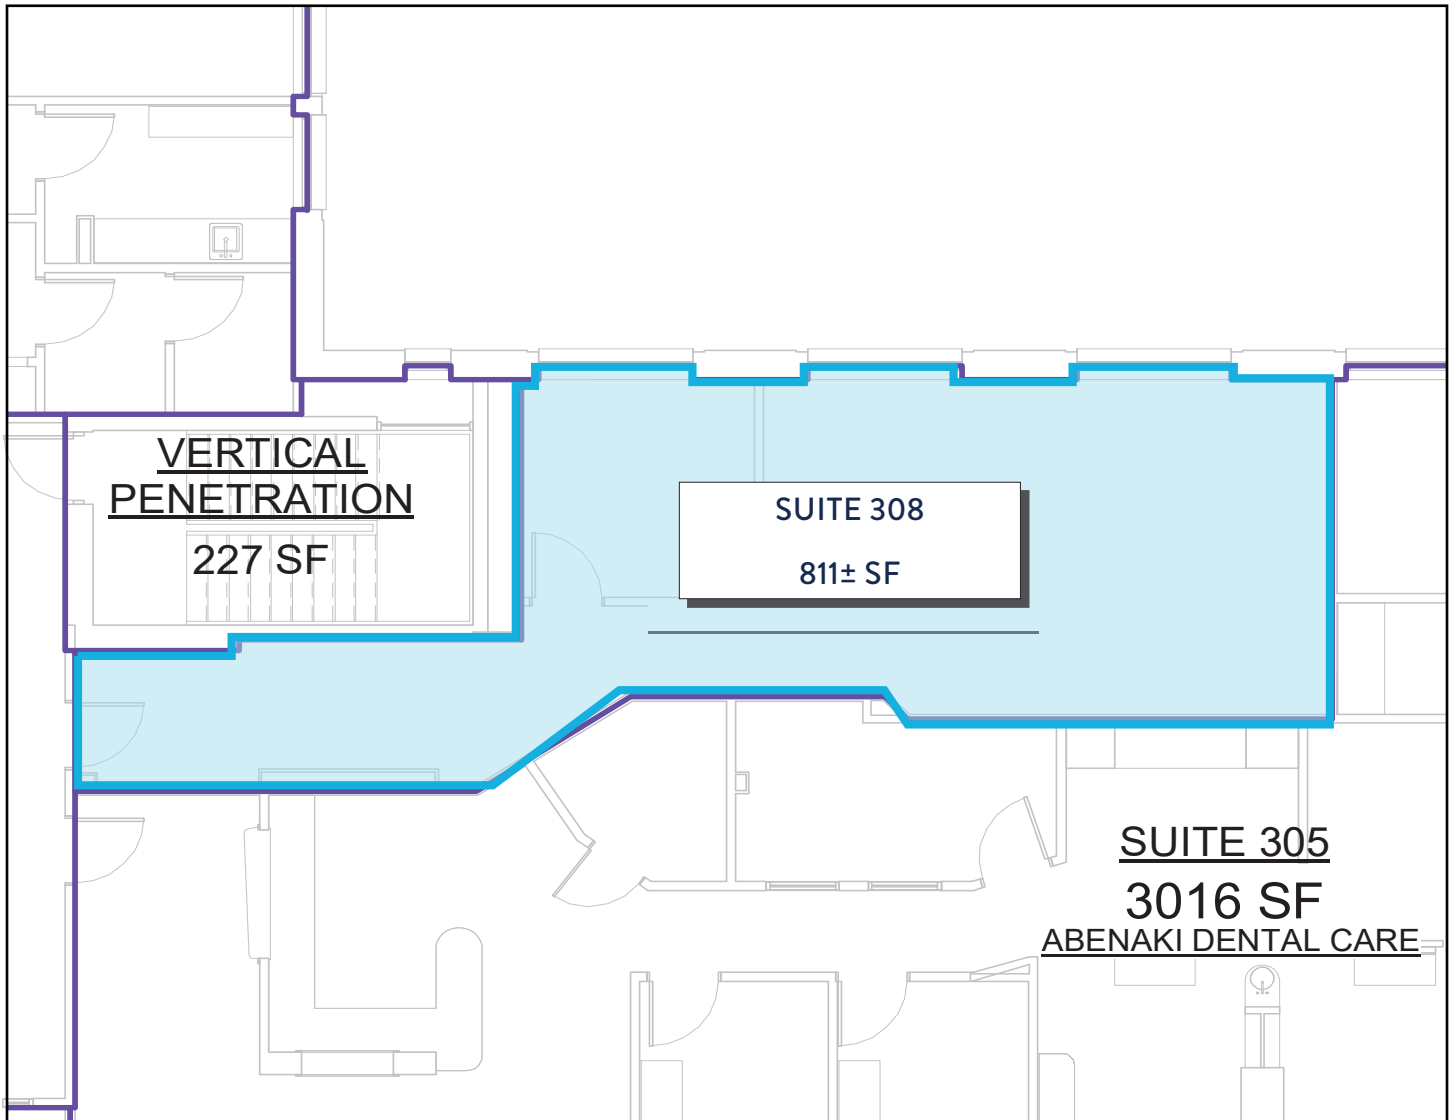 VERTICAL
PENETRATION
227 SF
SUITE 308
811± SF
SUITE 305
3016 SF
ABENAKI DENTAL CARE